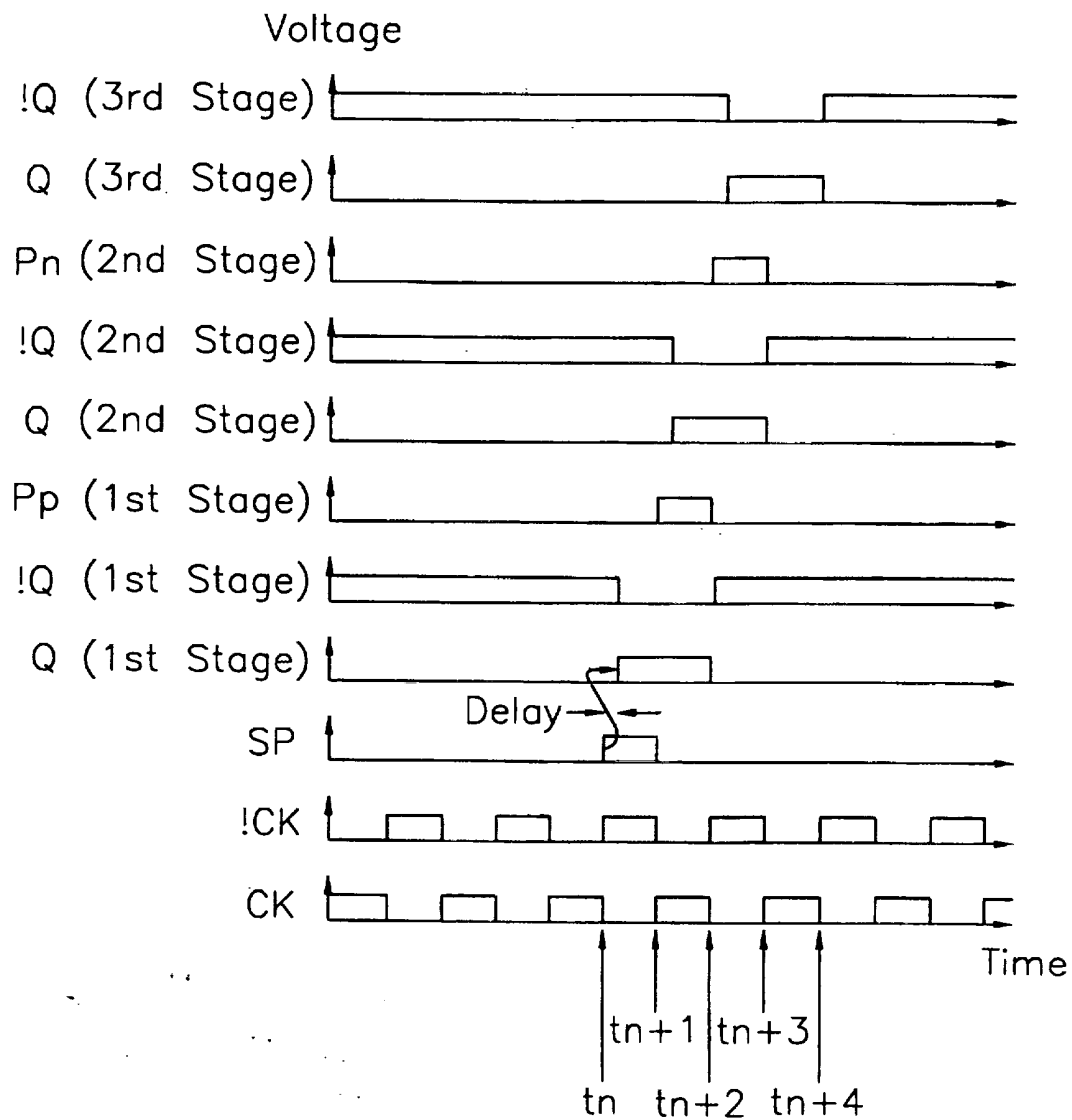 Voltage
!Q (3rd Stage)
Q (3rd Stage)
Pn (2nd Stage)
!Q (2nd Stage)
Q (2nd Stage)
Pp (1st Stage)
!Q (1st Stage)
Q (1st Stage)
Delay
SP
!CK
CK
Time
tn+1 tn+3
tn tn+2 tn+4